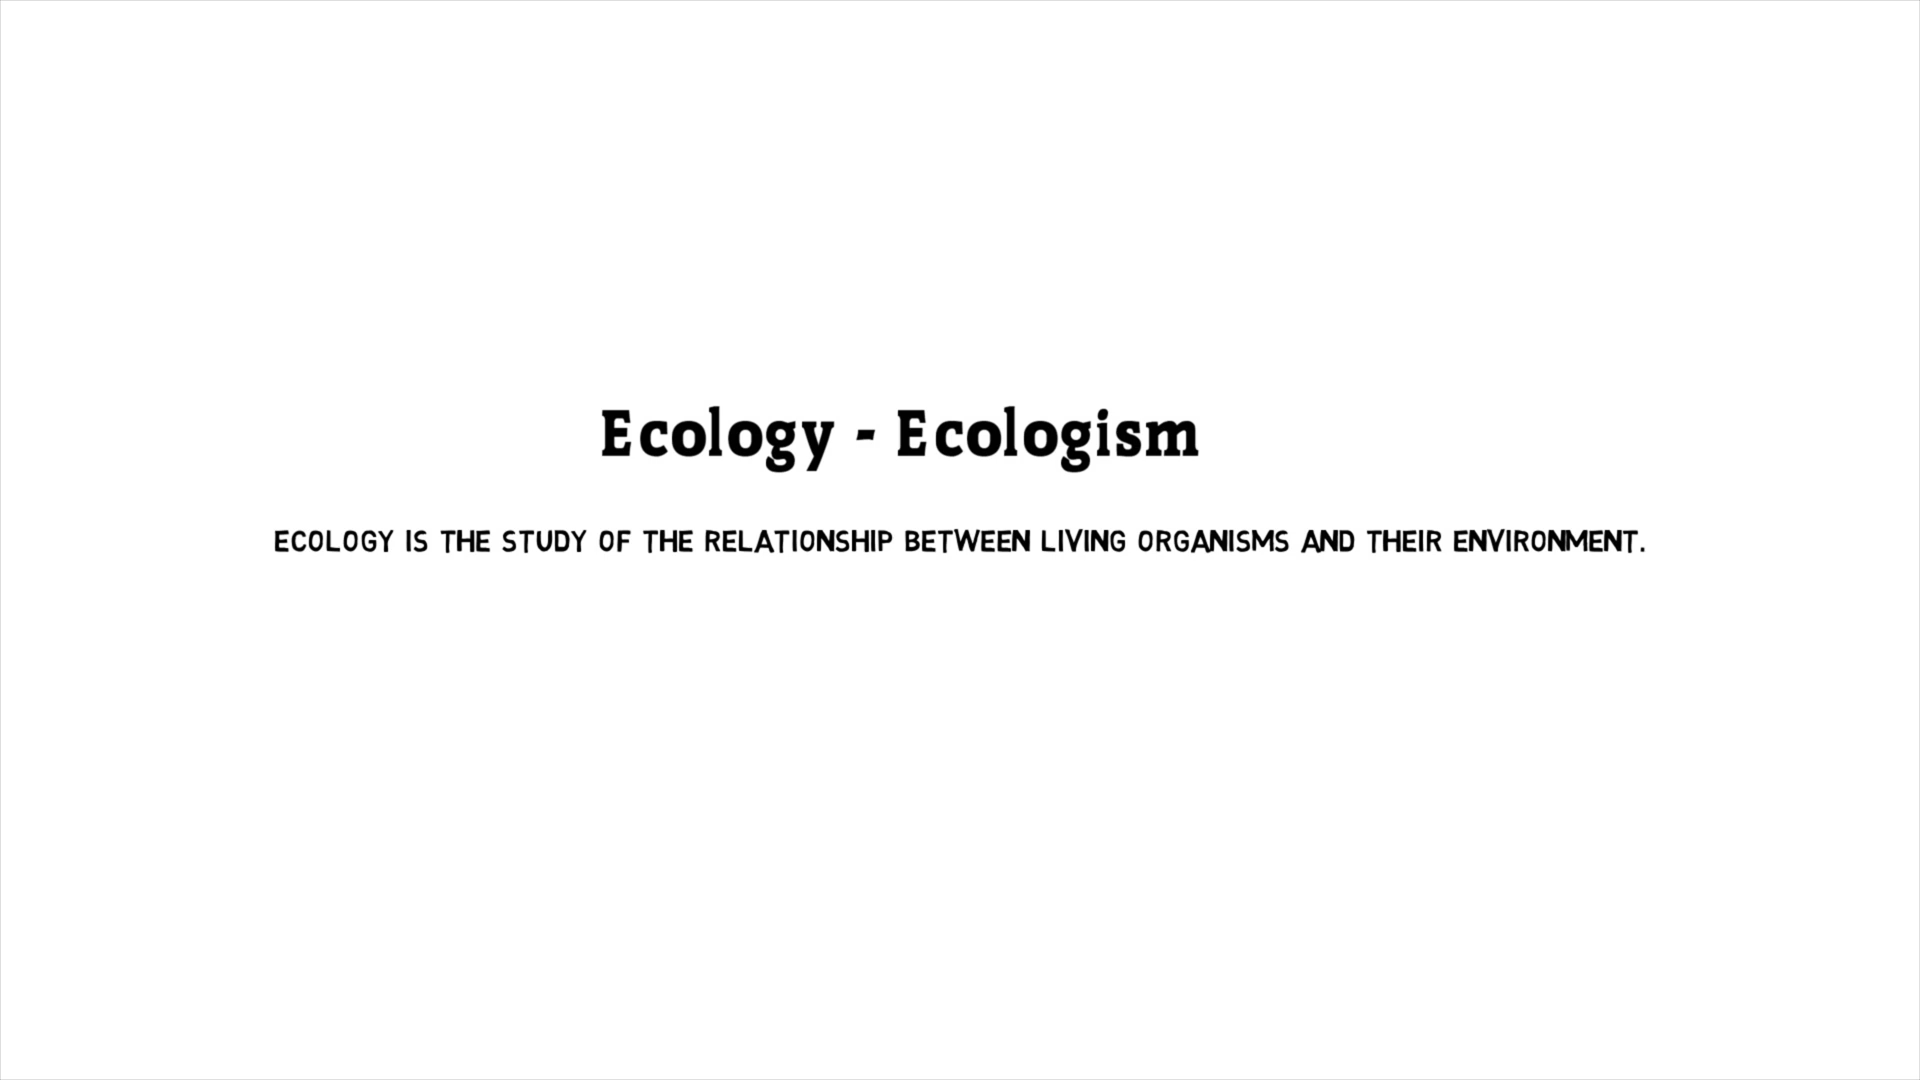 Ecology - Ecologism
ECOLOGY IS THE STUDY OF THE RELATIONSHIP BETWEEN LIVING ORGANISMS AND THEIR ENVIRONMENT.